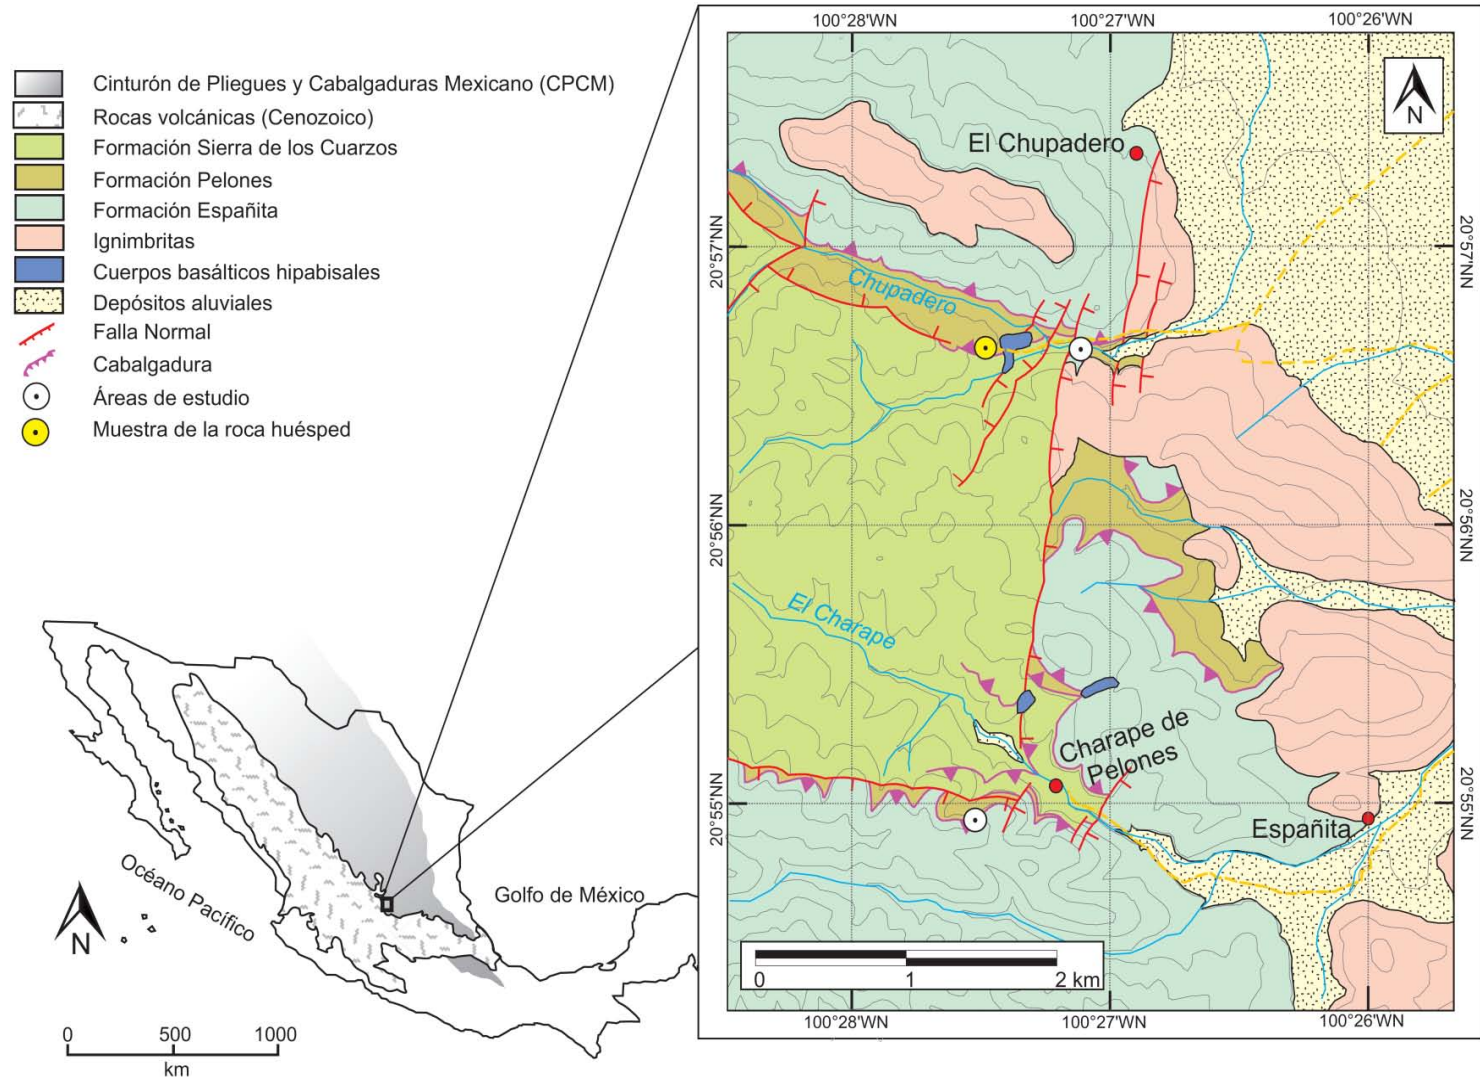 Cinturón de Pliegues y Cabalgaduras Mexicano (CPCM)
Rocas volcánicas (Cenozoico)
Formación Sierra de los Cuarzos
Formación Pelones
Formación Españita
Ignimbritas
Cuerpos basálticos hipabisales
Depósitos aluviales
Falla Normal
Cabalgadura
Áreas de estudio
Muestra de la roca huésped
Océano Pacífico
Golfo de México
N
0 500 1000
km
100°28'WN 100°27'WN 100°26'WN
N
El Chupadero
20°57'NN 20°57'NN
Chupadero
20°56'NN 20°56'NN
El Charape
Charape de
Pelones
20°55'NN 20°55'NN
Españita
0 1 2 km
100°28'WN 100°27'WN 100°26'WN